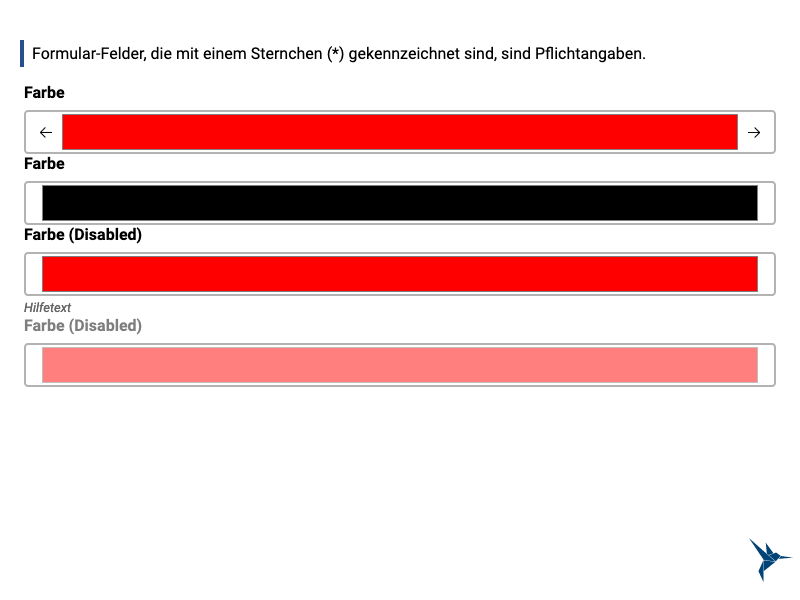 Formular-Felder, die mit einem Sternchen (*) gekennzeichnet sind, sind Pflichtangaben.
Farbe
← →
Farbe
Farbe (Disabled)
Hilfetext
Farbe (Disabled)